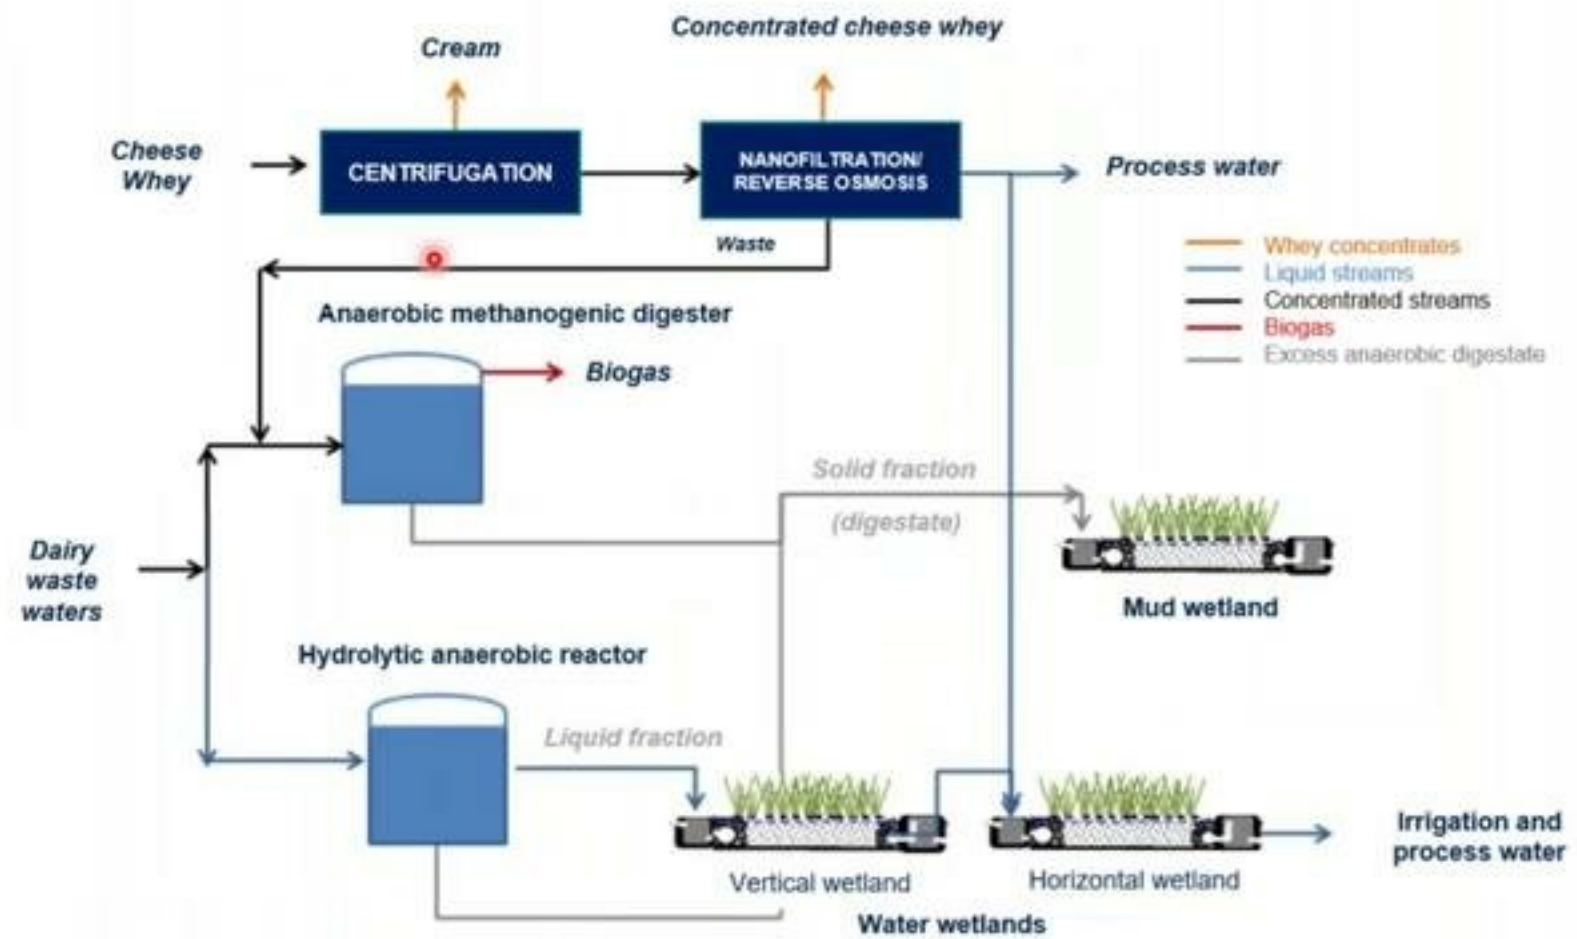 Concentrated cheese whey
Cream
Cheese
Whey
CENTRIFUGATION
NANOFILTRATION/
REVERSE OSMOSIS
Process water
Waste
Whey concentrates
Liquid streams
Concentrated streams
Biogas
Excess anaerobic digestate
Anaerobic methanogenic digester
Biogas
Solid fraction
(digestate)
Dairy
waste
waters
Mud wetland
Hydrolytic anaerobic reactor
Liquid fraction
Irrigation and
process water
Vertical wetland
Horizontal wetland
Water wetlands